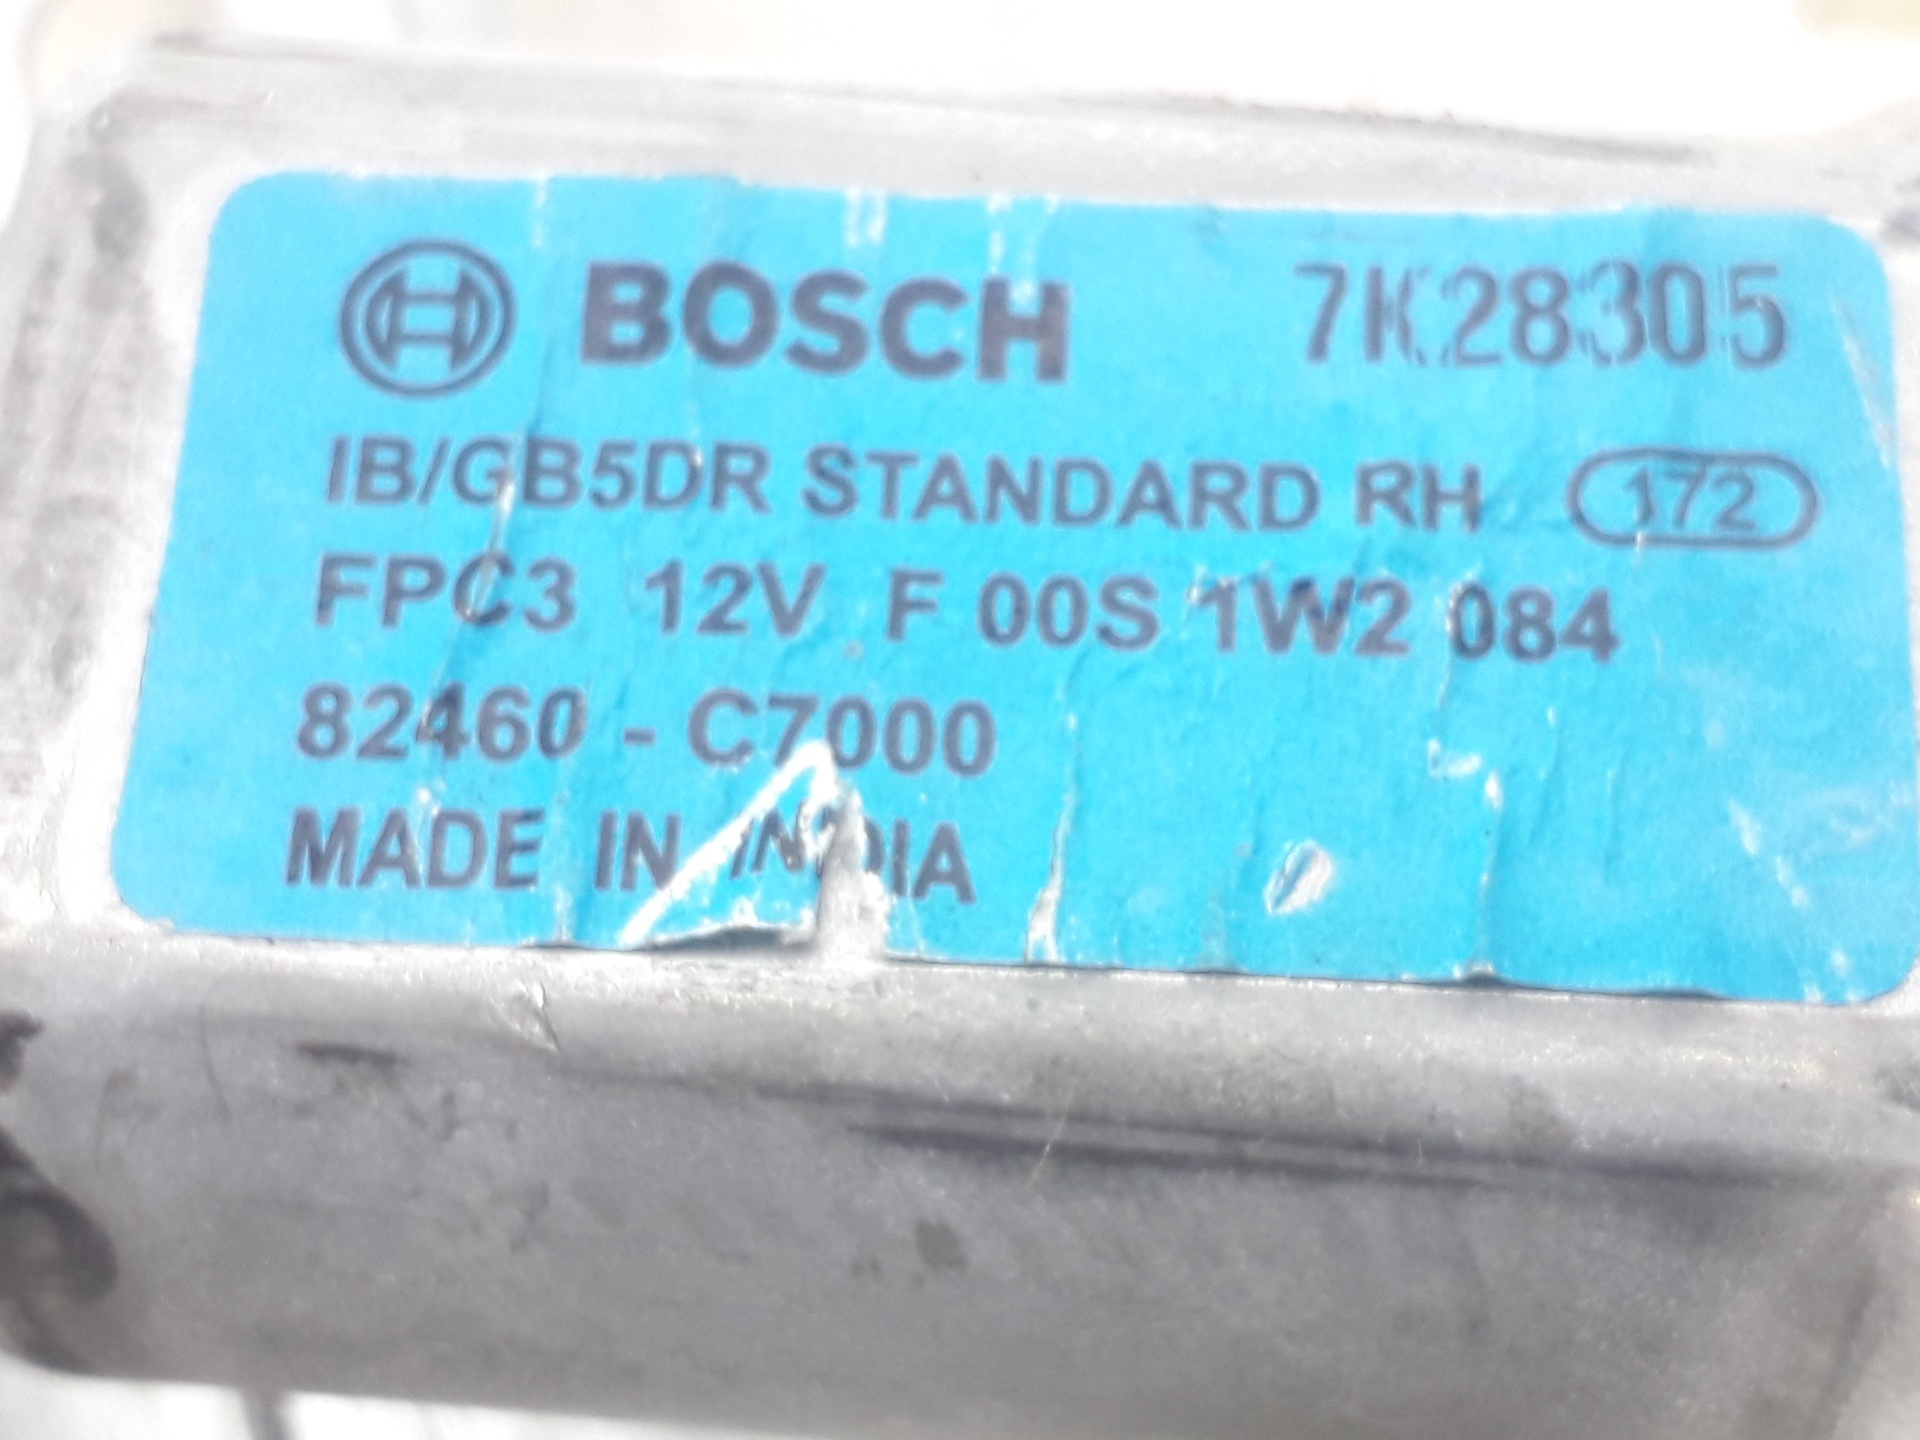 BOSCH 7K28305
IB/GB5DR STANDARD RH 172
FPC3 12V F 00S 1W2 084
82460 - C7000
MADE IN INDIA